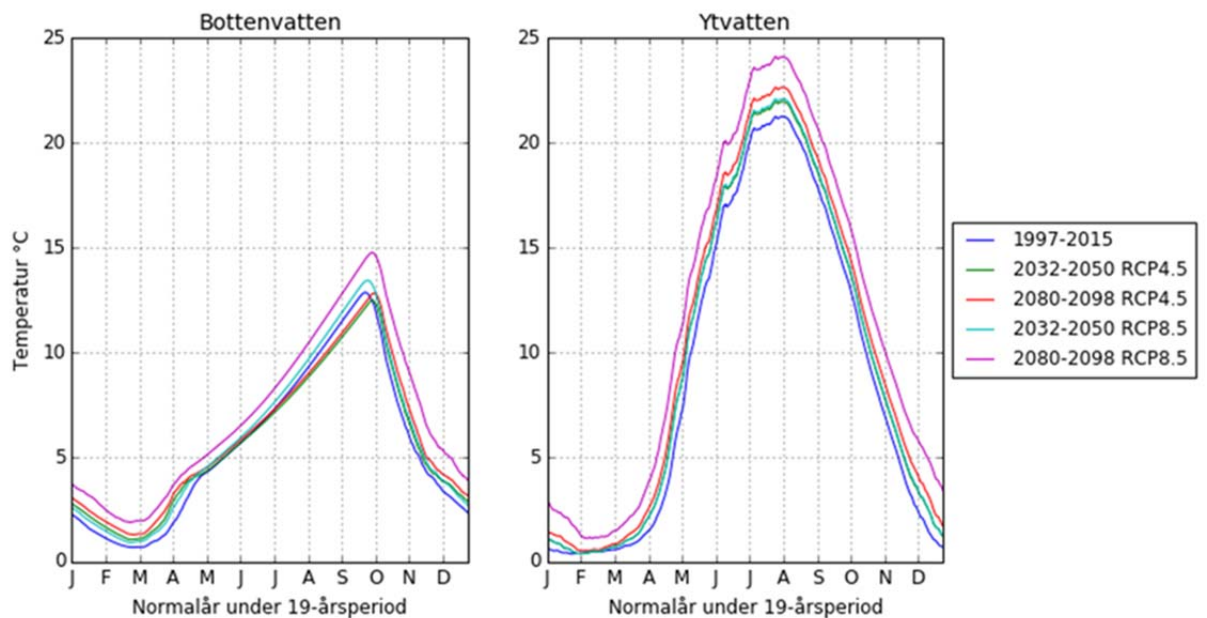 Bottenvatten
Temperatur °C
25
20
15
10
5
0
J F M A M J J A S O N D
Normalår under 19-årsperiod
Ytvatten
25
20
15
10
5
0
J F M A M J J A S O N D
Normalår under 19-årsperiod
1997-2015
2032-2050 RCP4.5
2080-2098 RCP4.5
2032-2050 RCP8.5
2080-2098 RCP8.5